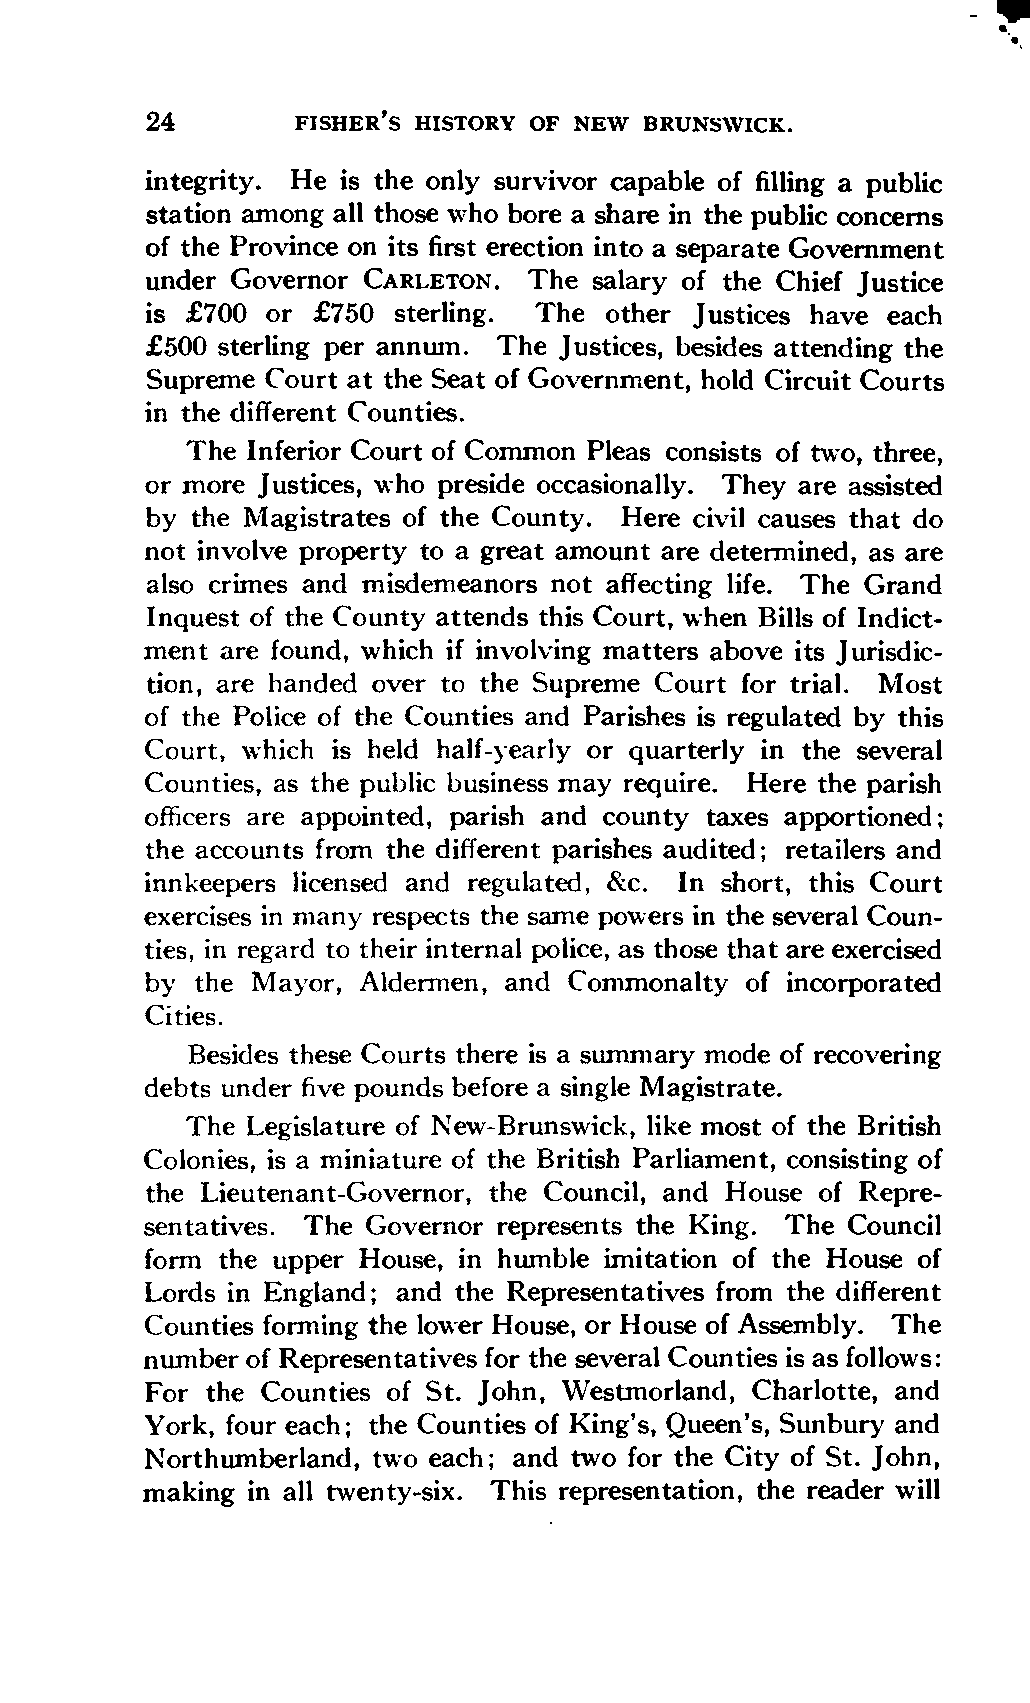 24 FISHER'S HISTORY OF NEW BRUNSWICK.
integrity. He is the only survivor capable of filling a public
station among all those who bore a share in the public concerns
of the Province on its first erection into a separate Government
under Governor CARLETON. The salary of the Chief Justice
is £700 or £750 sterling. The other Justices have each
£500 sterling per annum. The Justices, besides attending the
Supreme Court at the Seat of Government, hold Circuit Courts
in the different Counties.
The Inferior Court of Common Pleas consists of two, three,
or more Justices, who preside occasionally. They are assisted
by the Magistrates of the County. Here civil causes that do
not involve property to a great amount are determined, as are
also crimes and misdemeanors not affecting life. The Grand
Inquest of the County attends this Court, when Bills of Indict-
ment are found, which if involving matters above its Jurisdic-
tion, are handed over to the Supreme Court for trial. Most
of the Police of the Counties and Parishes is regulated by this
Court, which is held half-yearly or quarterly in the several
Counties, as the public business may require. Here the parish
officers are appointed, parish and county taxes apportioned;
the accounts from the different parishes audited; retailers and
innkeepers licensed and regulated, &c. In short, this Court
exercises in many respects the same powers in the several Coun-
ties, in regard to their internal police, as those that are exercised
by the Mayor, Aldermen, and Commonalty of incorporated
Cities.
Besides these Courts there is a summary mode of recovering
debts under five pounds before a single Magistrate.
The Legislature of New-Brunswick, like most of the British
Colonies, is a miniature of the British Parliament, consisting of
the Lieutenant-Governor, the Council, and House of Repre-
sentatives. The Governor represents the King. The Council
form the upper House, in humble imitation of the House of
Lords in England; and the Representatives from the different
Counties forming the lower House, or House of Assembly. The
number of Representatives for the several Counties is as follows:
For the Counties of St. John, Westmorland, Charlotte, and
York, four each; the Counties of King's, Queen's, Sunbury and
Northumberland, two each; and two for the City of St. John,
making in all twenty-six. This representation, the reader will